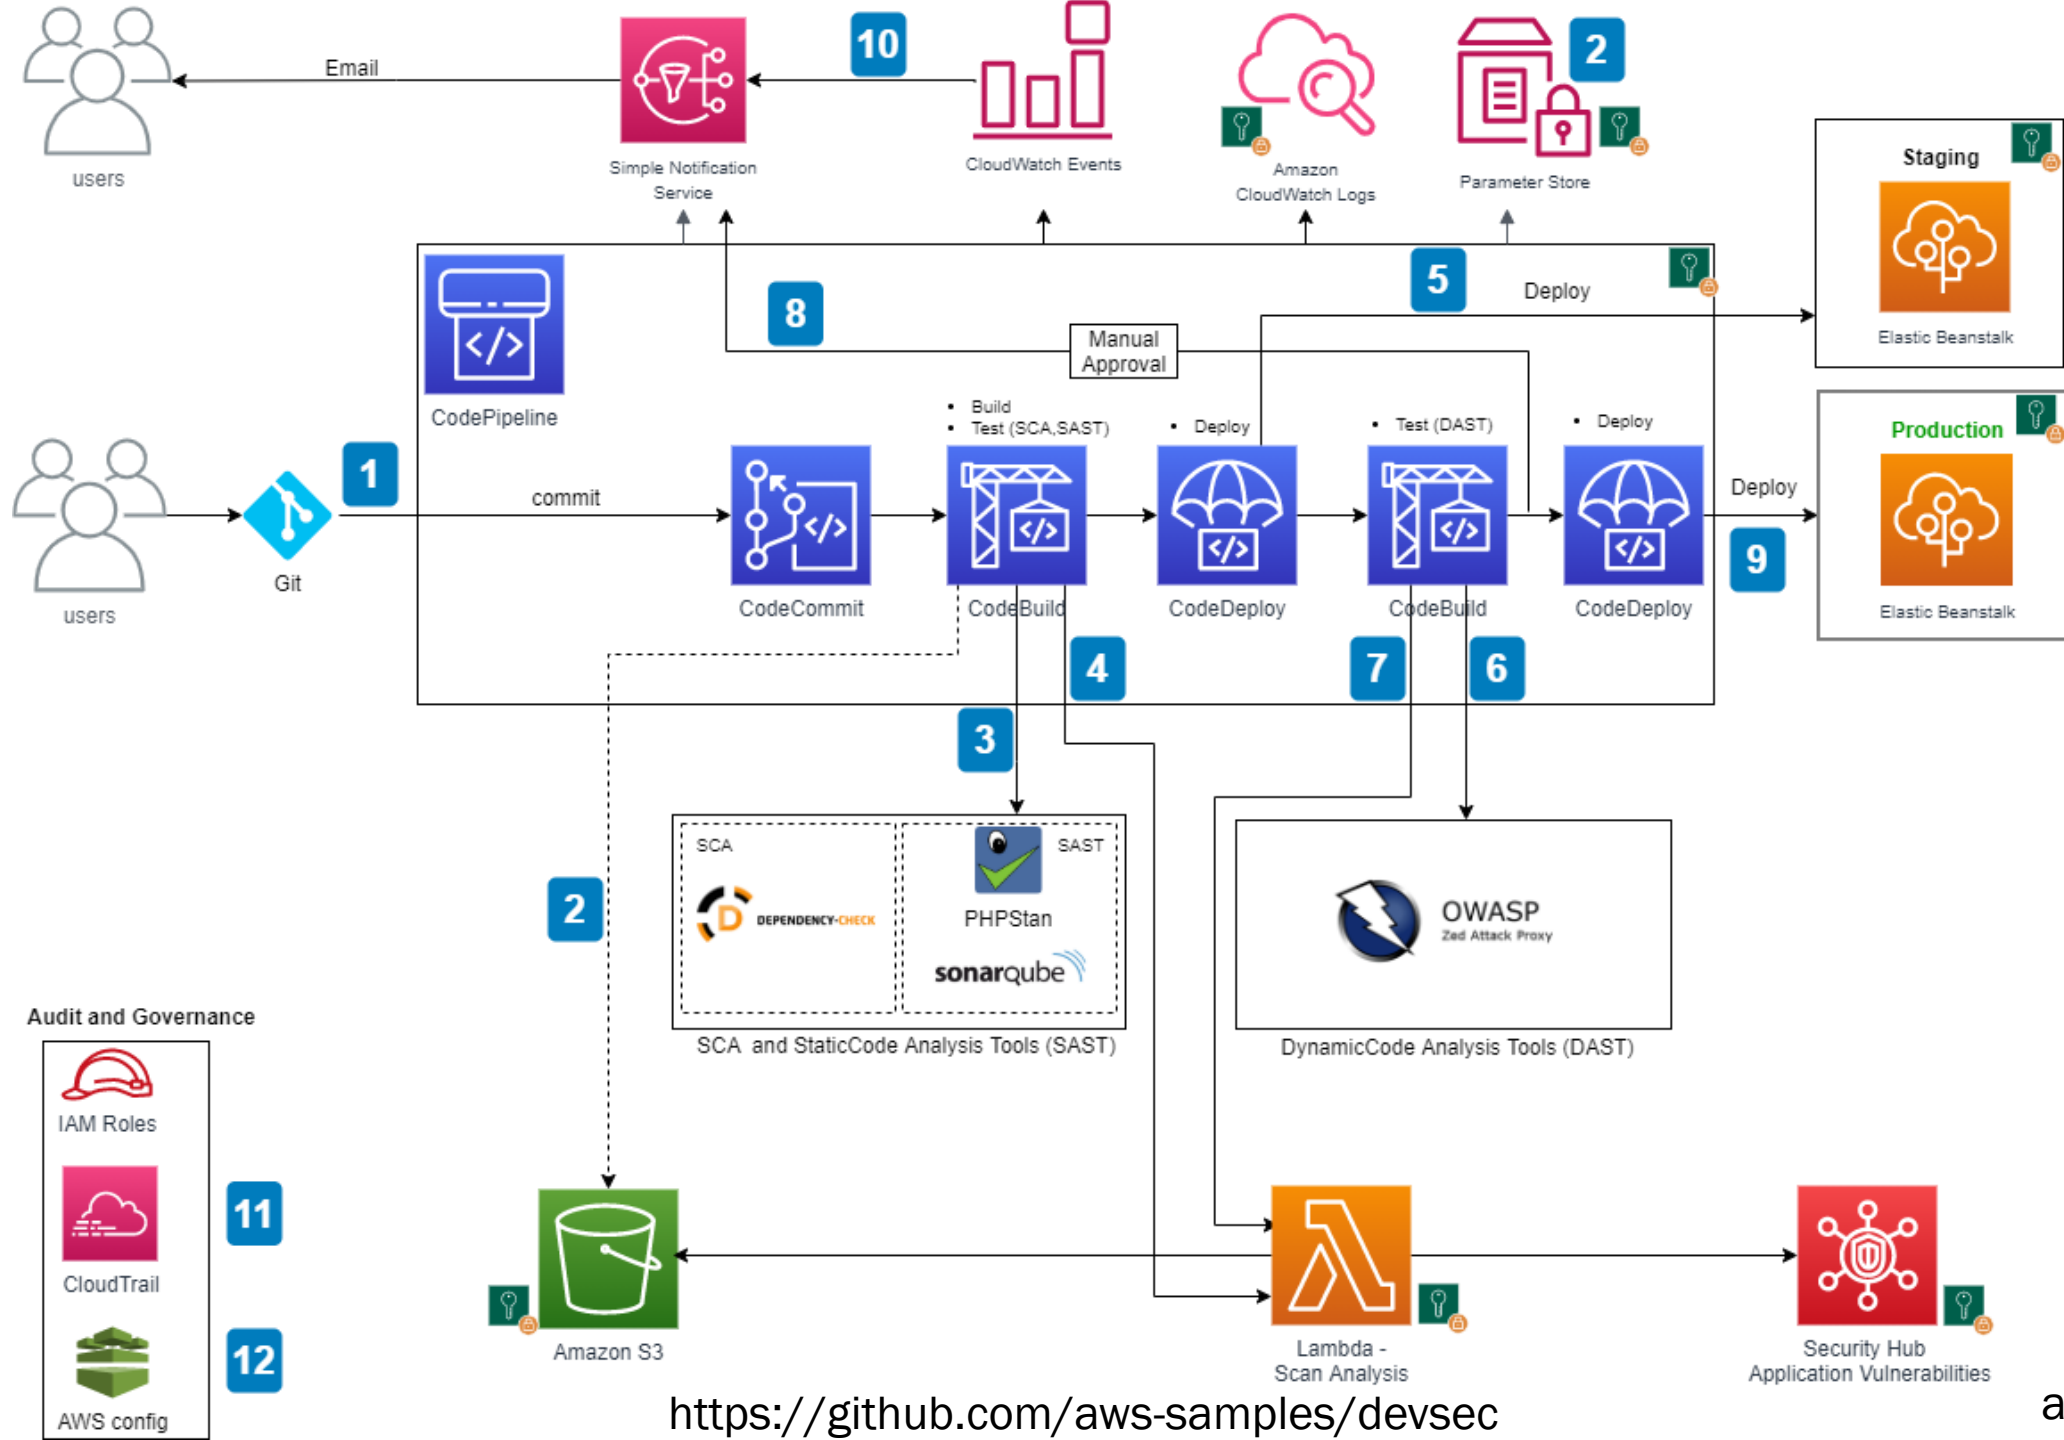 Email
10
2
users
Simple Notification
Service
CloudWatch Events
Amazon
CloudWatch Logs
Parameter Store
Staging
Elastic Beanstalk
CodePipeline
8
Manual
Approval
5
Deploy
Production
Elastic Beanstalk
users
Git
1
commit
CodeCommit
• Build
• Test (SCA,SAST)
CodeBuild
• Deploy
CodeDeploy
• Test (DAST)
CodeBuild
• Deploy
CodeDeploy
Deploy
9
4
7
6
3
2
SCA
DEPENDENCY-CHECK
SAST
PHPStan
sonarqube
SCA and StaticCode Analysis Tools (SAST)
OWASP
Zed Attack Proxy
DynamicCode Analysis Tools (DAST)
Audit and Governance
IAM Roles
CloudTrail
11
AWS config
12
Amazon S3
Lambda -
Scan Analysis
Security Hub
Application Vulnerabilities
https://github.com/aws-samples/devsec
a